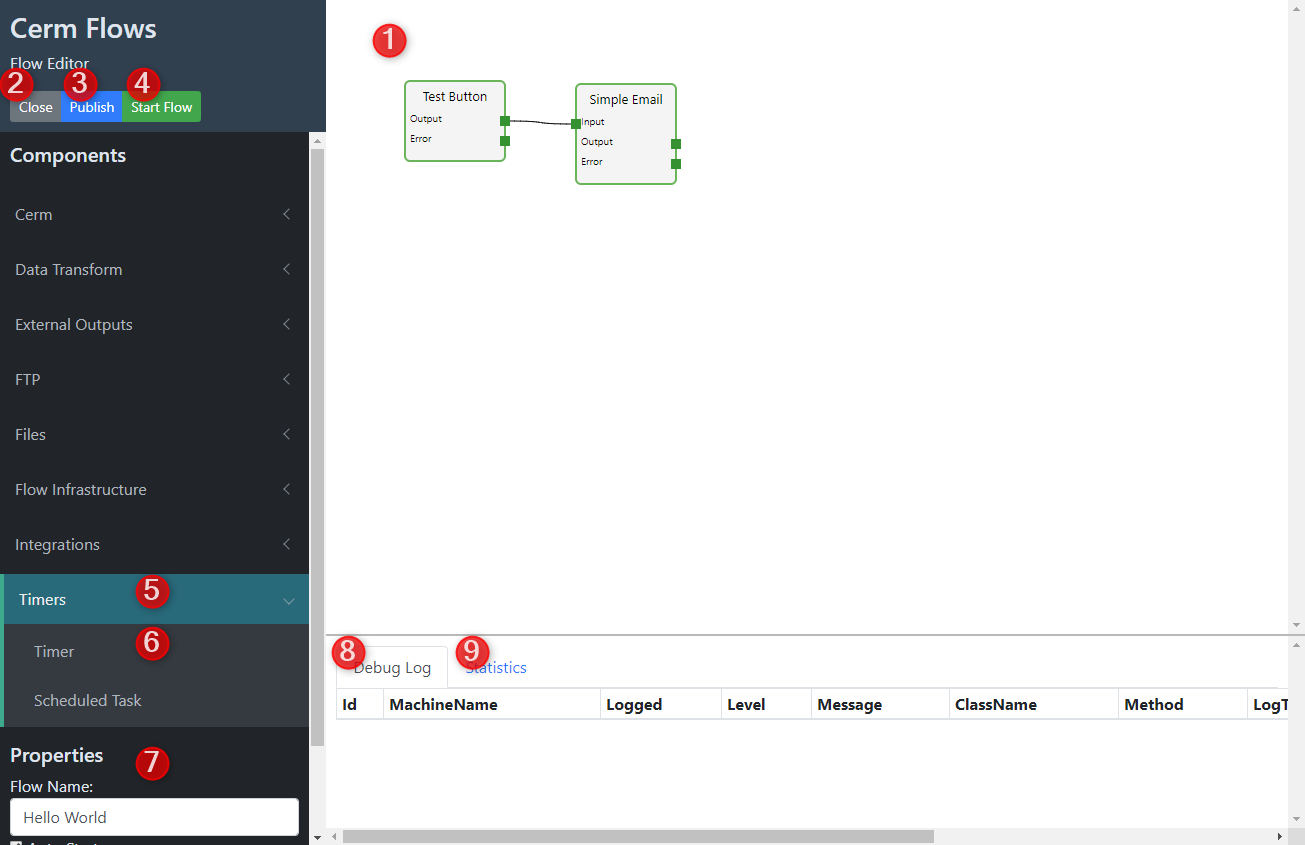 Cerm Flows
Flow Editor
2 3 4
Close Publish Start Flow
Components
Cerm
Data Transform
External Outputs
FTP
Files
Flow Infrastructure
Integrations
Timers 5
Timer 6
Scheduled Task
Properties 7
Flow Name:
Hello World
1
Test Button
Output
Error
Simple Email
Input
Output
Error
8 9
Debug Log Statistics
Id MachineName Logged Level Message ClassName Method LogT